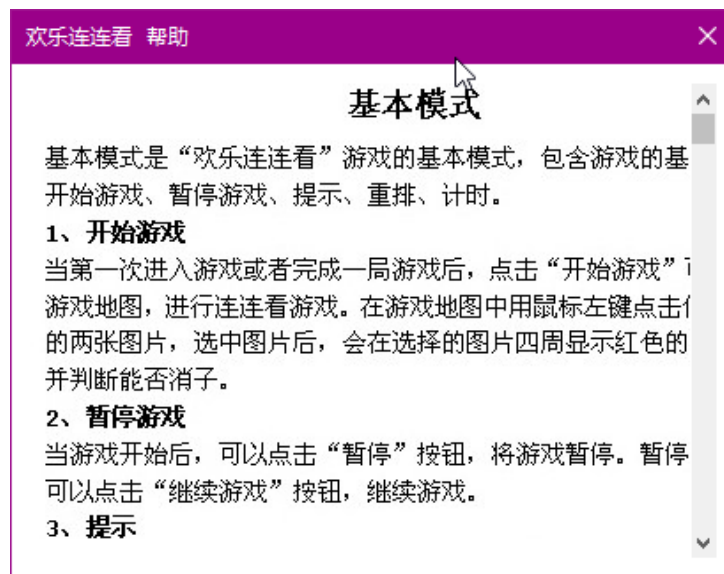 欢乐连连看 帮助
基本模式
基本模式是“欢乐连连看”游戏的基本模式，包含游戏的基
开始游戏、暂停游戏、提示、重排、计时。
1、开始游戏
当第一次进入游戏或者完成一局游戏后，点击“开始游戏”
游戏地图，进行连连看游戏。在游戏地图中用鼠标左键点击
的两张图片，选中图片后，会在选择的图片四周显示红色的
并判断能否消子。
2、暂停游戏
当游戏开始后，可以点击“暂停”按钮，将游戏暂停。暂停
可以点击“继续游戏”按钮，继续游戏。
3、提示